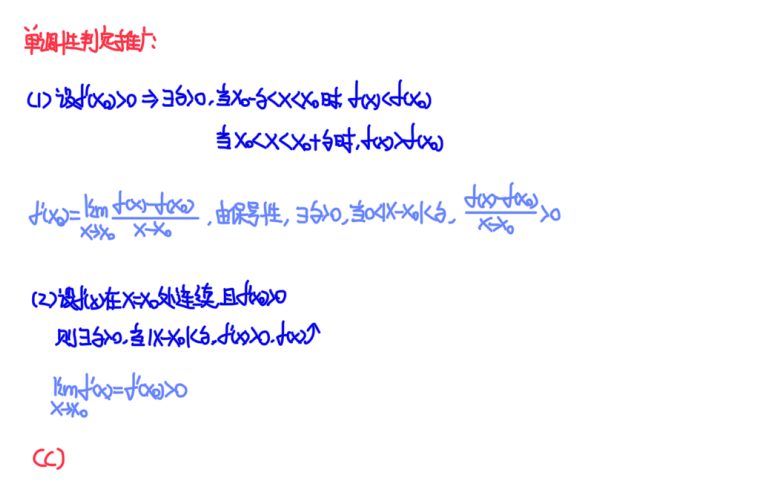 单调性判定推广:
(1) 设f'(x₀)>0 ⇒ ∃δ>0,当x₀-δ<x<x₀时 f(x)<f(x₀)
当x₀<x<x₀+δ时,f(x)>f(x₀)
f'(x₀)=lim_{x→x₀} (f(x)-f(x₀))/(x-x₀),由保号性,∃δ>0,当0<|x-x₀|<δ,(f(x)-f(x₀))/(x-x₀)>0
(2)设f'(x)在x=x₀处连续,且f'(x₀)>0
则∃δ>0,当|x-x₀|<δ,f'(x)>0,f(x)↑
lim_{x→x₀} f'(x)=f'(x₀)>0
(C)